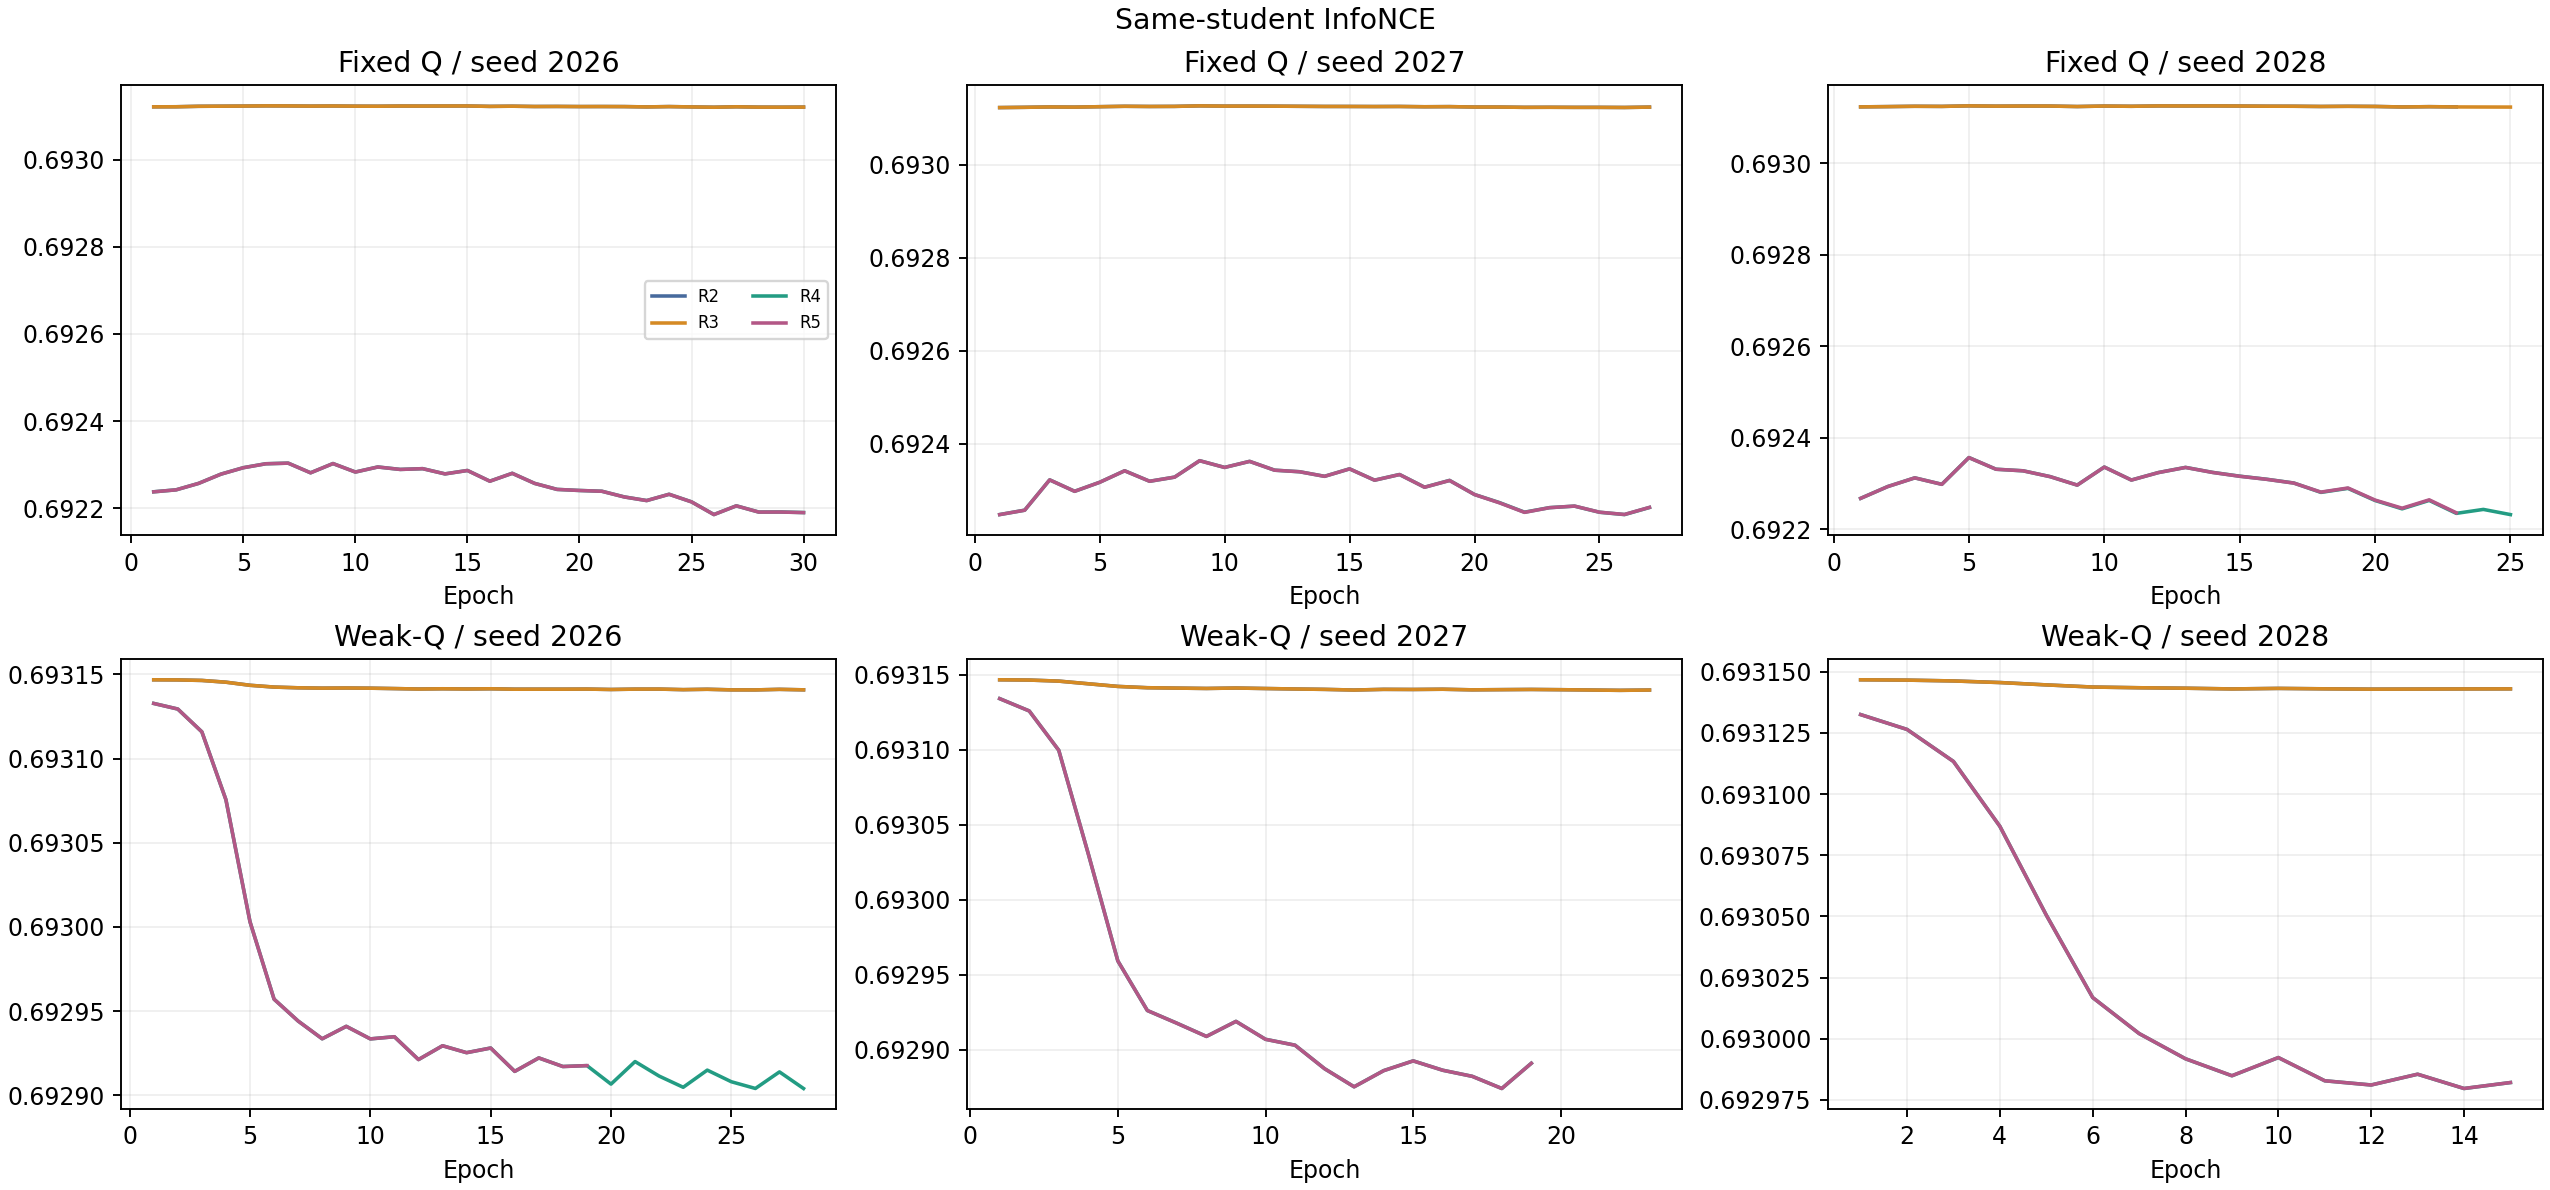 Same-student InfoNCE
Fixed Q / seed 2026
0.6930
0.6928
0.6926
0.6924
0.6922
R2 R4
R3 R5
0 5 10 15 20 25 30
Epoch
Fixed Q / seed 2027
0.6930
0.6928
0.6926
0.6924
0 5 10 15 20 25
Epoch
Fixed Q / seed 2028
0.6930
0.6928
0.6926
0.6924
0.6922
0 5 10 15 20 25
Epoch
Weak-Q / seed 2026
0.69315
0.69310
0.69305
0.69300
0.69295
0.69290
0 5 10 15 20 25
Epoch
Weak-Q / seed 2027
0.69315
0.69310
0.69305
0.69300
0.69295
0.69290
0 5 10 15 20
Epoch
Weak-Q / seed 2028
0.693150
0.693125
0.693100
0.693075
0.693050
0.693025
0.693000
0.692975
2 4 6 8 10 12 14
Epoch